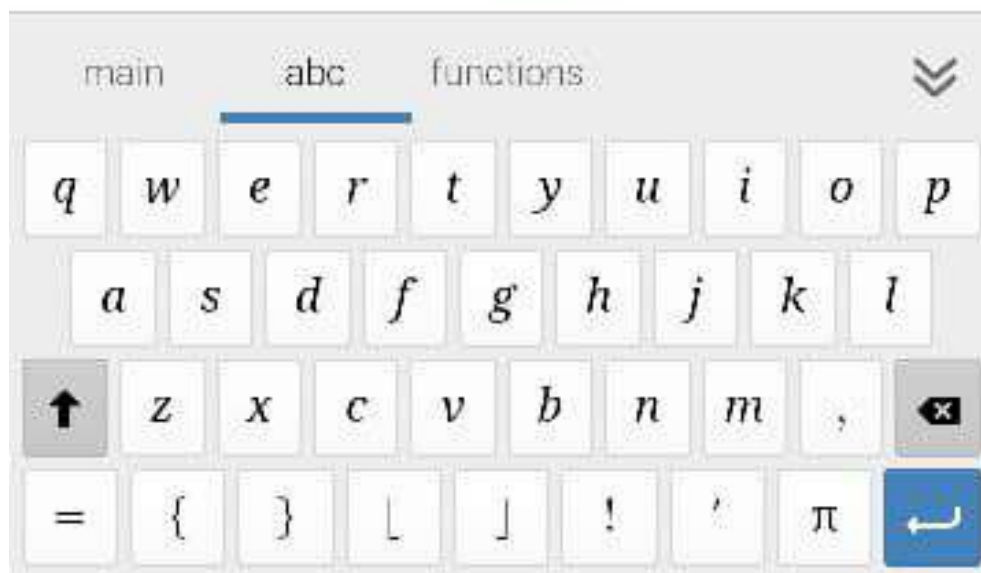 main abc functions
q w e r t y u i o p
a s d f g h j k l
z x c v b n m ,
= { } ⌊ ⌋ ! ′ π